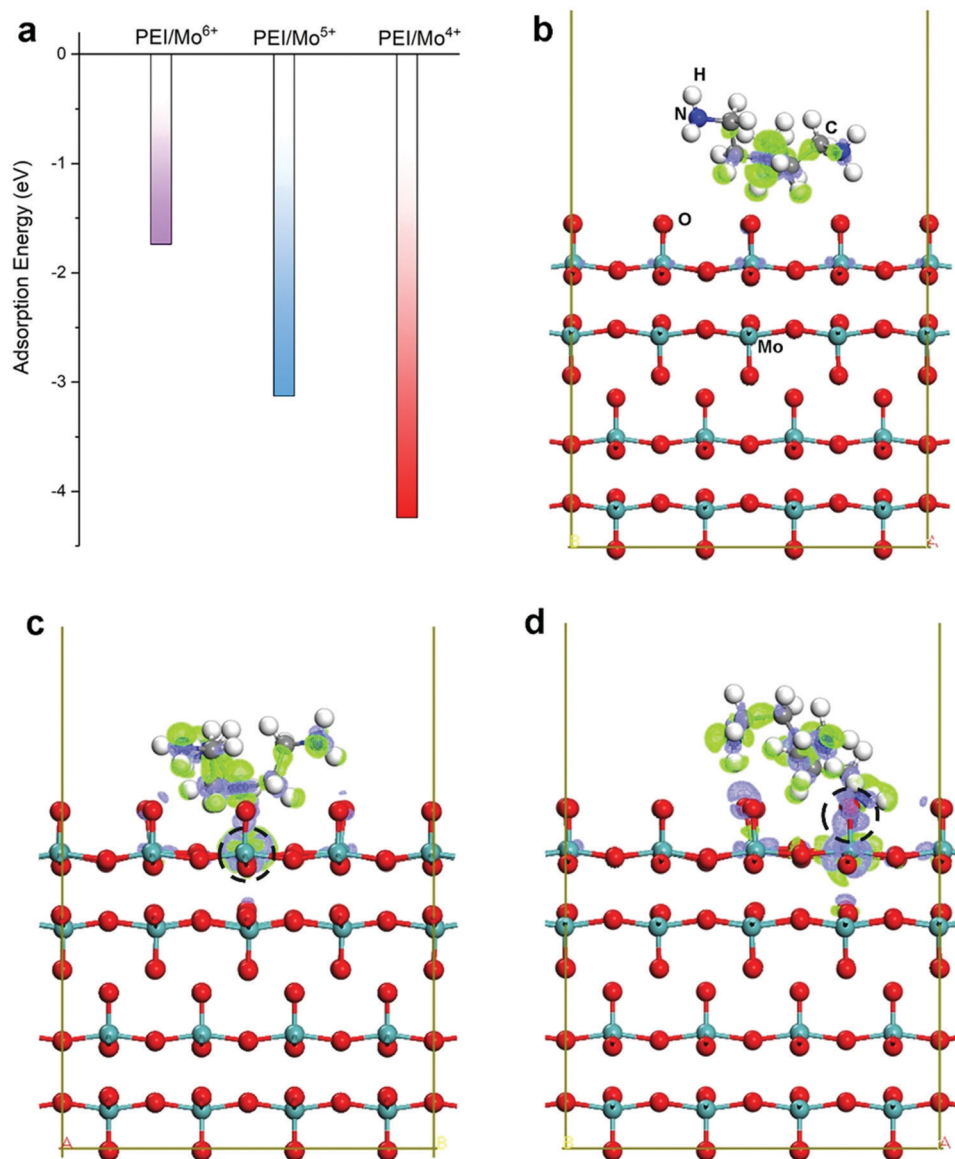 a
PEI/Mo6+ PEI/Mo5+ PEI/Mo4+
0
-1
-2
-3
-4
Adsorption Energy (eV)
b
H
N
C
O
Mo
B A
c
A B
d
B A